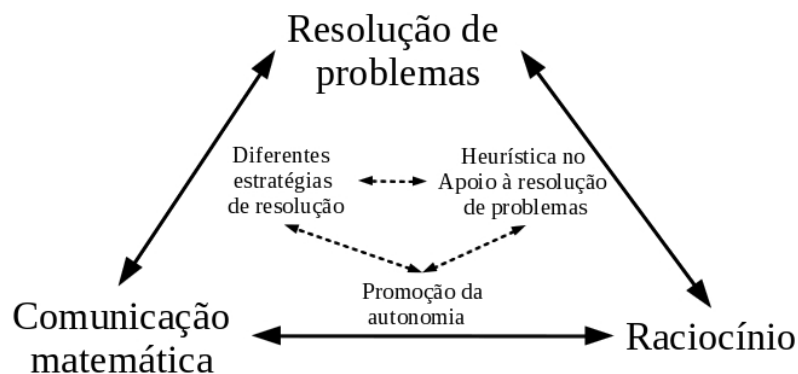 Resolução de
problemas
Diferentes
estratégias
de resolução
Heurística no
Apoio à resolução
de problemas
Promoção da
autonomia
Comunicação
matemática
Raciocínio